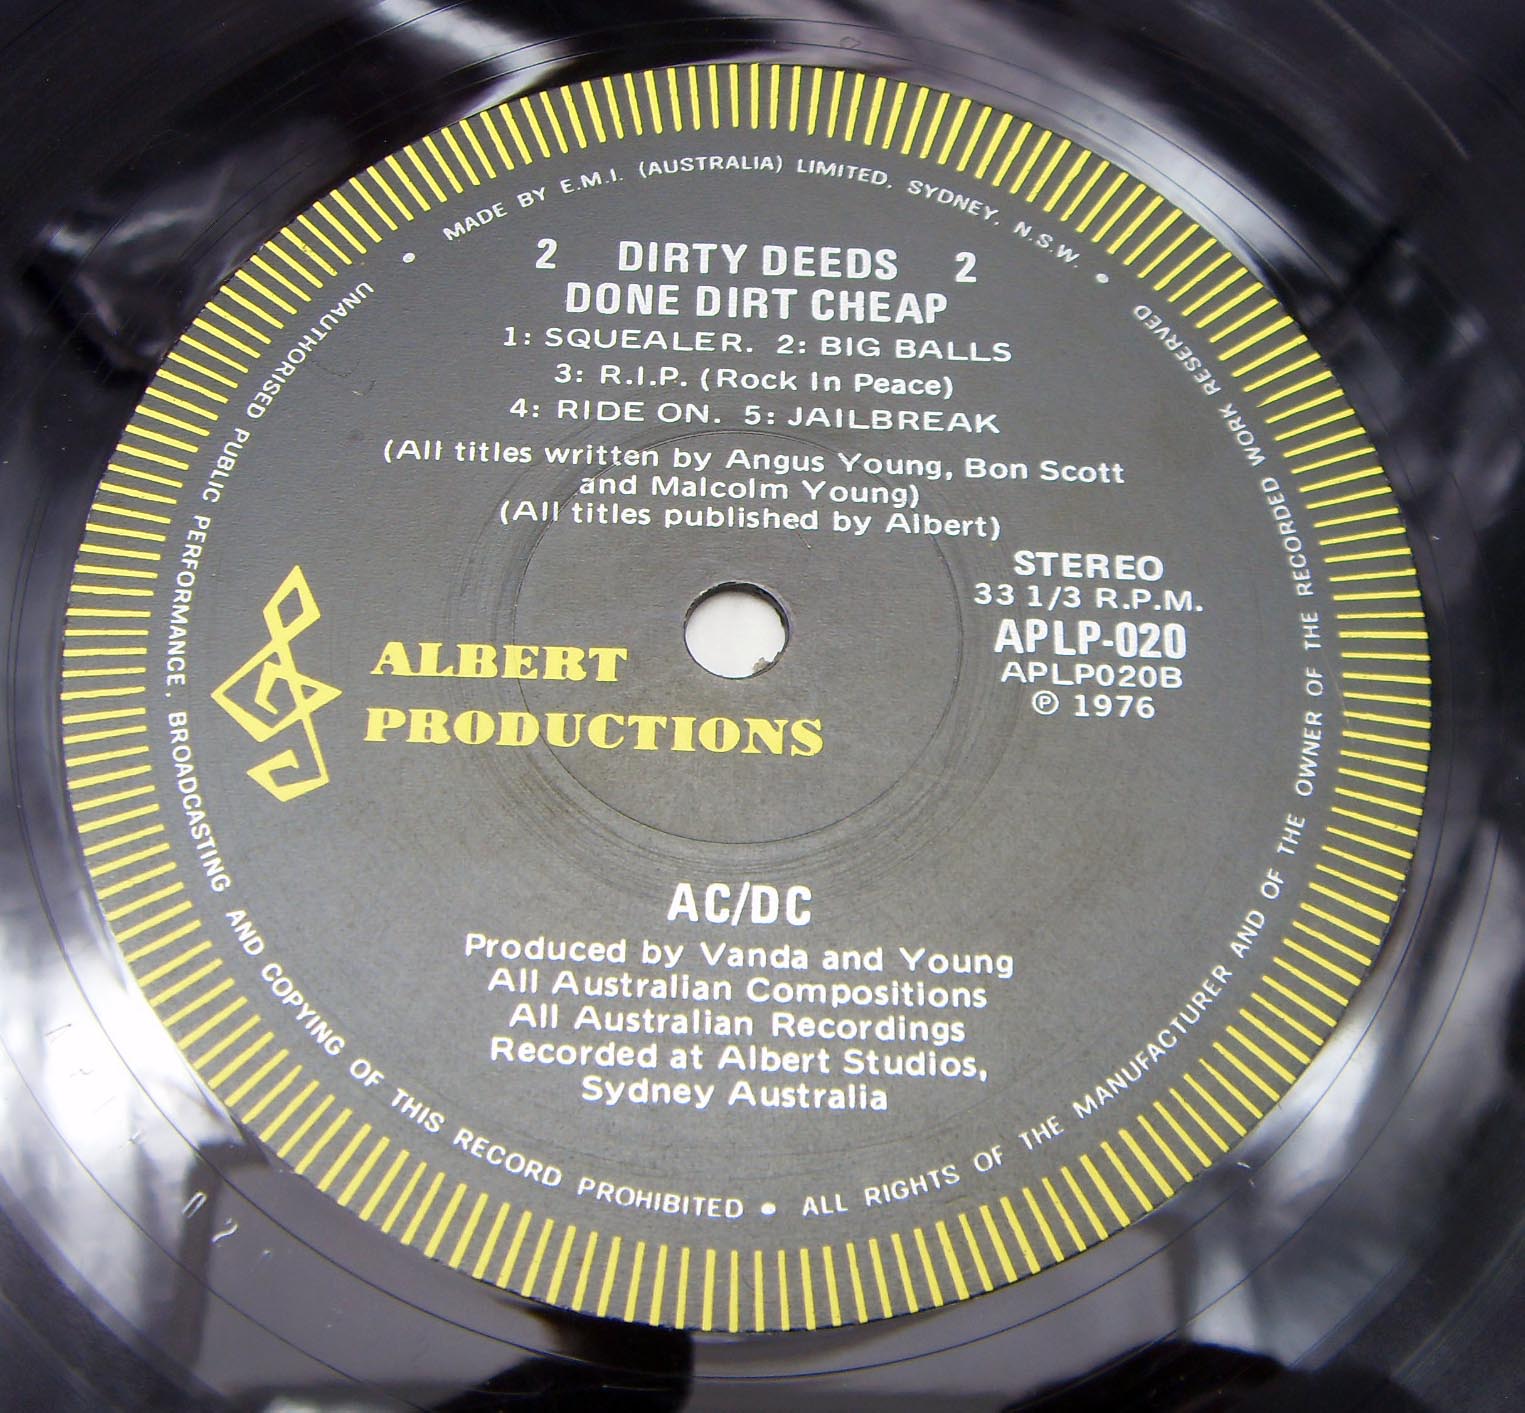 MADE BY E.M.I. (AUSTRALIA) LIMITED, SYDNEY, N.S.W.
2 DIRTY DEEDS 2
DONE DIRT CHEAP
1: SQUEALER. 2: BIG BALLS
3: R.I.P. (Rock In Peace)
4: RIDE ON. 5: JAILBREAK
(All titles written by Angus Young, Bon Scott
and Malcolm Young)
(All titles published by Albert)
STEREO
33 1/3 R.P.M.
APLP-020
APLP020B
℗ 1976
ALBERT
PRODUCTIONS
AC/DC
Produced by Vanda and Young
All Australian Compositions
All Australian Recordings
Recorded at Albert Studios,
Sydney Australia
UNAUTHORISED PUBLIC PERFORMANCE, BROADCASTING AND COPYING OF THIS RECORD PROHIBITED • ALL RIGHTS OF THE MANUFACTURER AND OF THE OWNER OF THE RECORDED WORK RESERVED